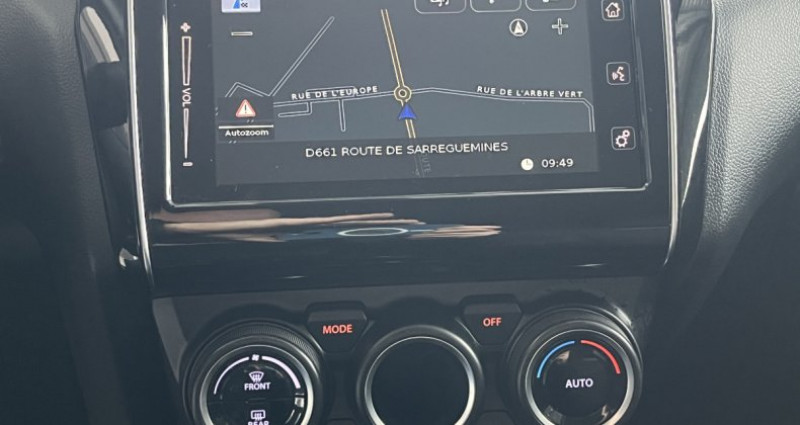 VOL
RUE DE L'EUROPE
RUE DE L'ARBRE VERT
Autozoom
D661 ROUTE DE SARREGUEMINES
09:49
MODE
OFF
FRONT
REAR
AUTO